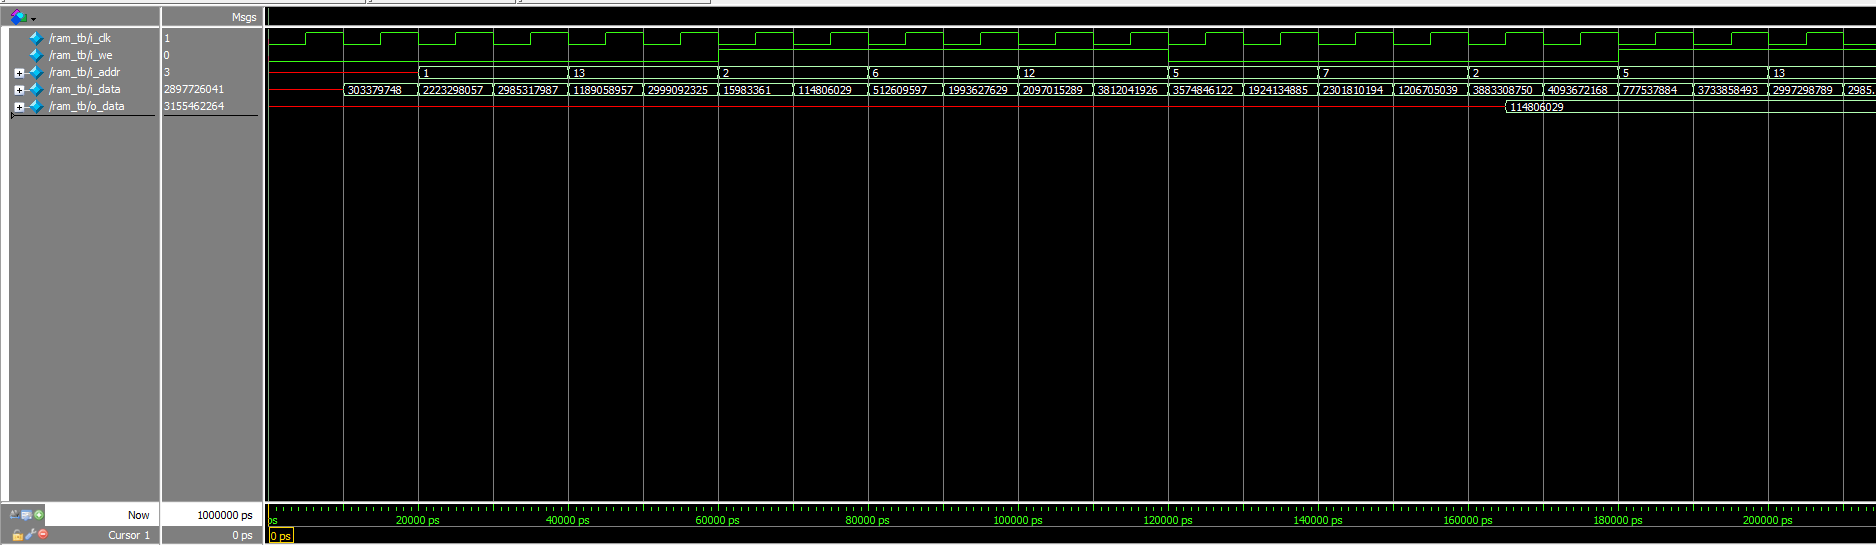 Msgs
/ram_tb/i_clk 1
/ram_tb/i_we 0
/ram_tb/i_addr 3 1 13 2 6 12 5 7 2 5 13
/ram_tb/i_data 2897726041 303379748 2223298057 2985317987 1189058957 2999092325 15983361 114806029 512609597 1993627629 2097015289 3812041926 3574846122 1924134885 2301810194 1206705039 3883308750 4093672168 777537884 3733858493 2997298789 2985.
/ram_tb/o_data 3155462264 114806029
Now 1000000 ps ps 20000 ps 40000 ps 60000 ps 80000 ps 100000 ps 120000 ps 140000 ps 160000 ps 180000 ps 200000 ps
Cursor 1 0 ps 0 ps